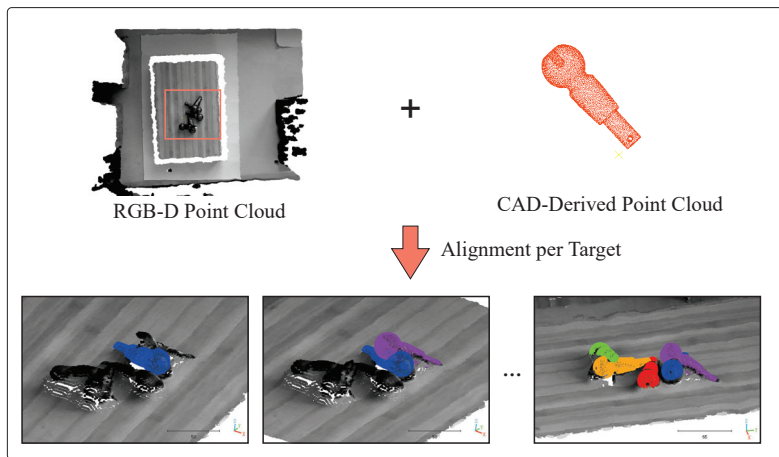 +
RGB-D Point Cloud
CAD-Derived Point Cloud
Alignment per Target
...